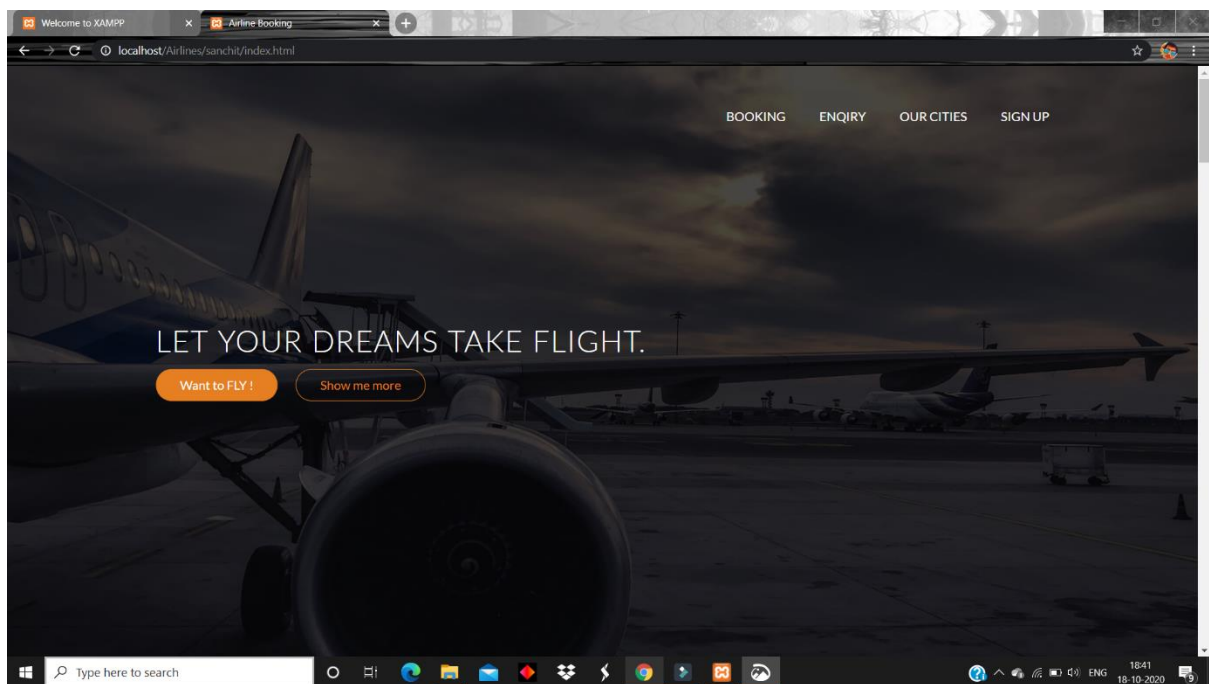 Welcome to XAMPP
Airline Booking
localhost/Airlines/sanchit/index.html
BOOKING ENQIRY OUR CITIES SIGN UP
LET YOUR DREAMS TAKE FLIGHT.
Want to FLY ! Show me more
Type here to search
ENG
18:41
18-10-2020
9